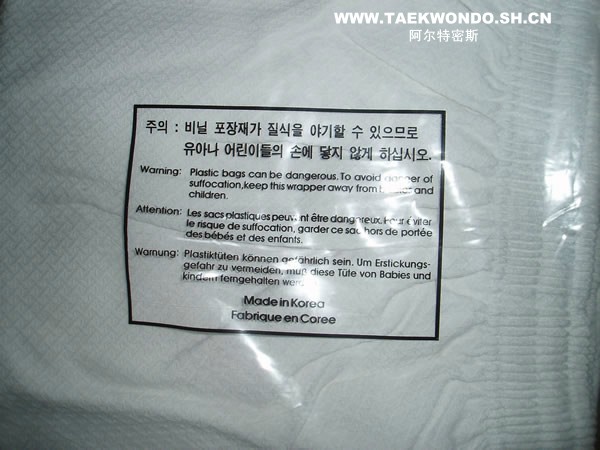 WWW.TAEKWONDO.SH.CN
阿尔特密斯
주의 : 비닐 포장재가 질식을 야기할 수 있으므로
유아나 어린이들의 손에 닿지 않게 하십시오.
Warning: Plastic bags can be dangerous. To avoid danger of
suffocation,keep this wrapper away from and
children.
Attention: Les sacs plastiques peuvent être dangereux. Pour éviter
le risque de suffocation, garder ce sac hors de portée
des bébés et des enfants.
Warnung: Plastiktüten können gefährlich sein. Um Erstickungs-
gefahr zu vermeiden, muß diese Tüte von Babies und
kindern ferngehalten
Made in Korea
Fabrique en Coree